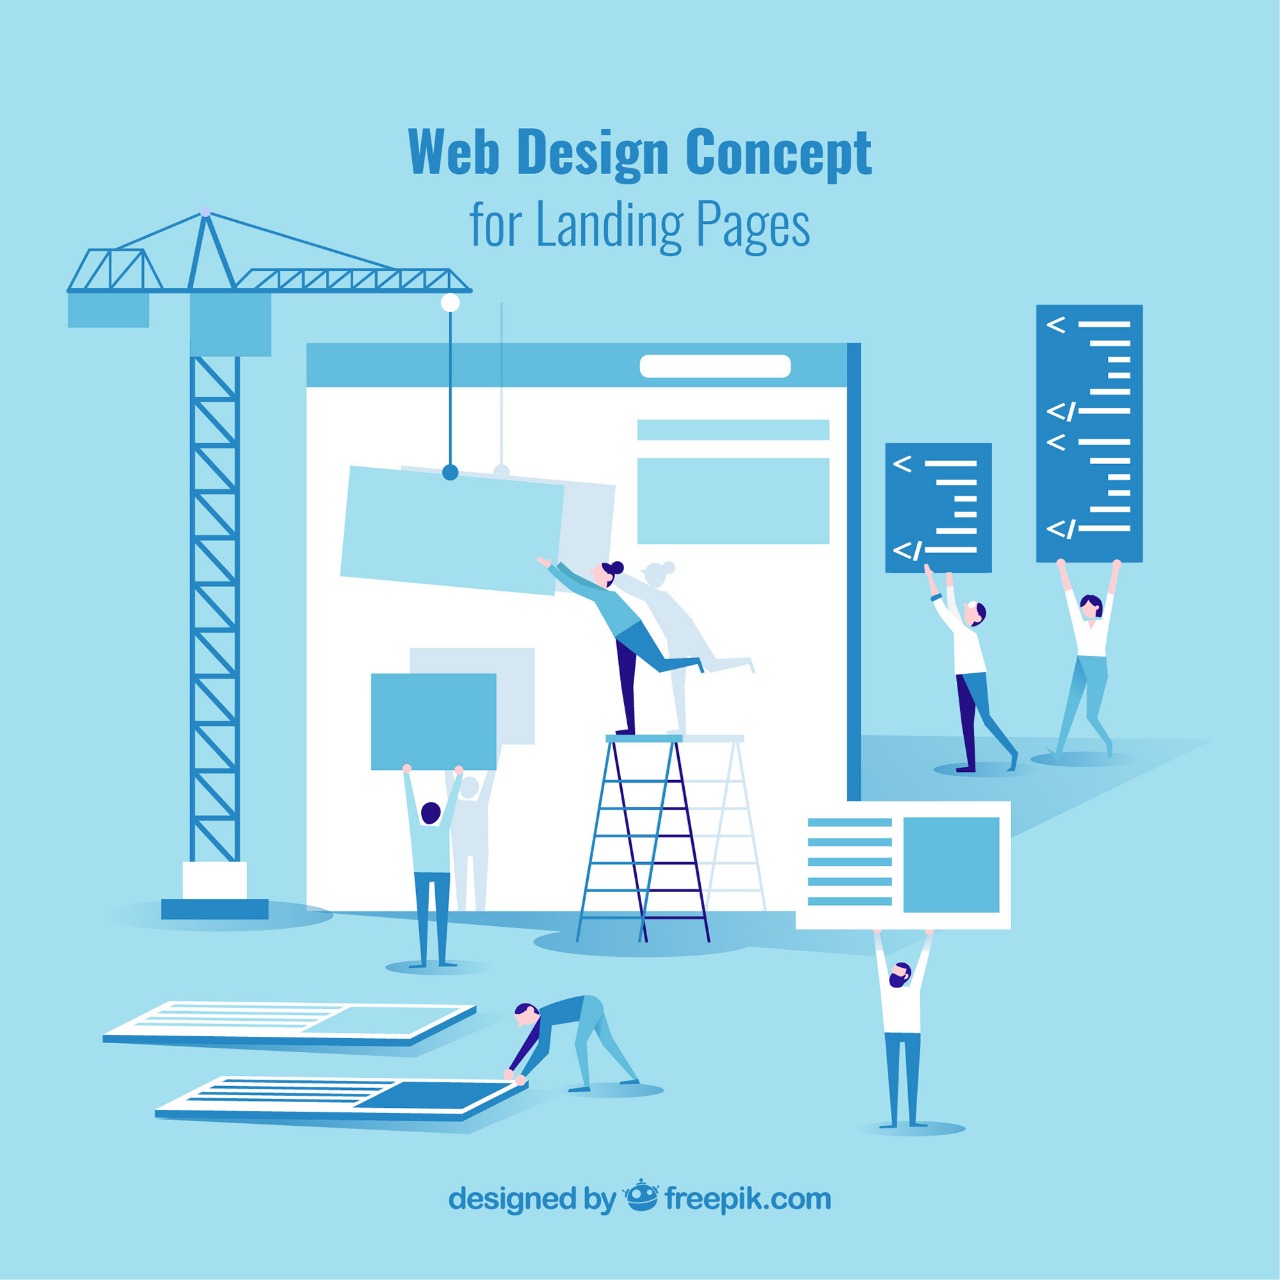 Web Design Concept
for Landing Pages
<
</
<
</
<
</
designed by freepik.com